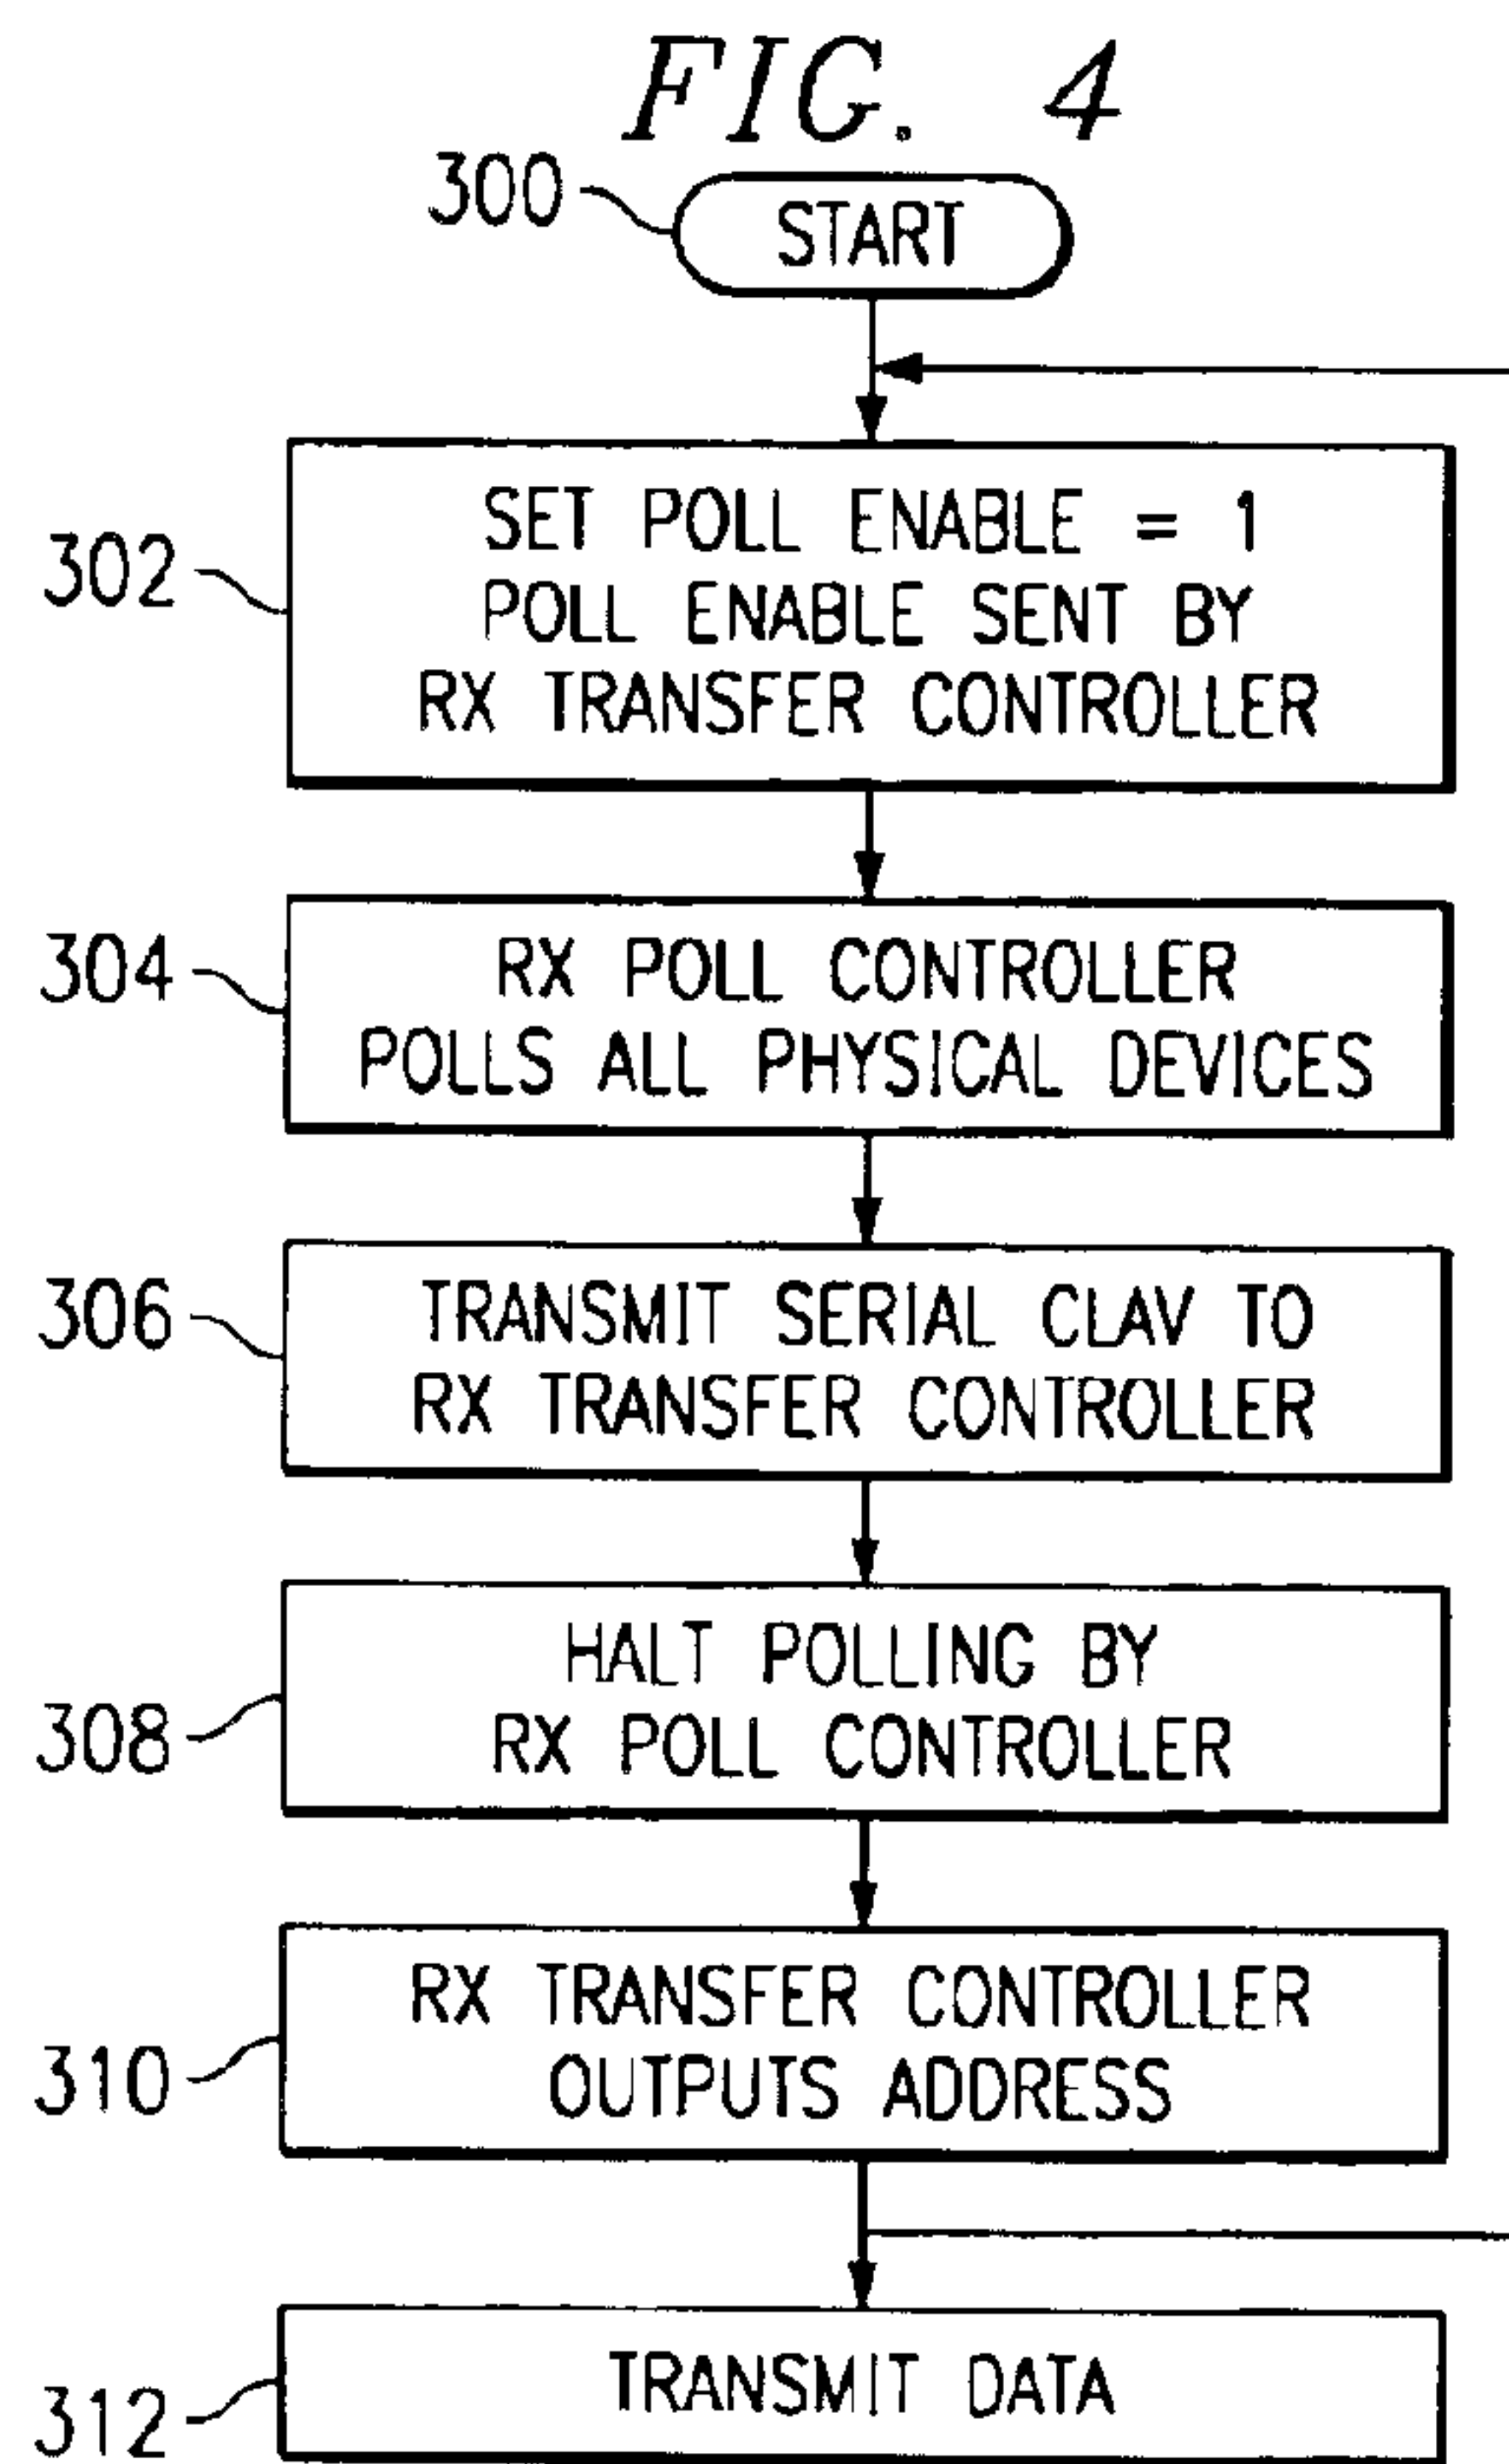 FIG. 4
300
START
302
SET POLL ENABLE = 1
POLL ENABLE SENT BY
RX TRANSFER CONTROLLER
304
RX POLL CONTROLLER
POLLS ALL PHYSICAL DEVICES
306
TRANSMIT SERIAL CLAV TO
RX TRANSFER CONTROLLER
308
HALT POLLING BY
RX POLL CONTROLLER
310
RX TRANSFER CONTROLLER
OUTPUTS ADDRESS
312
TRANSMIT DATA